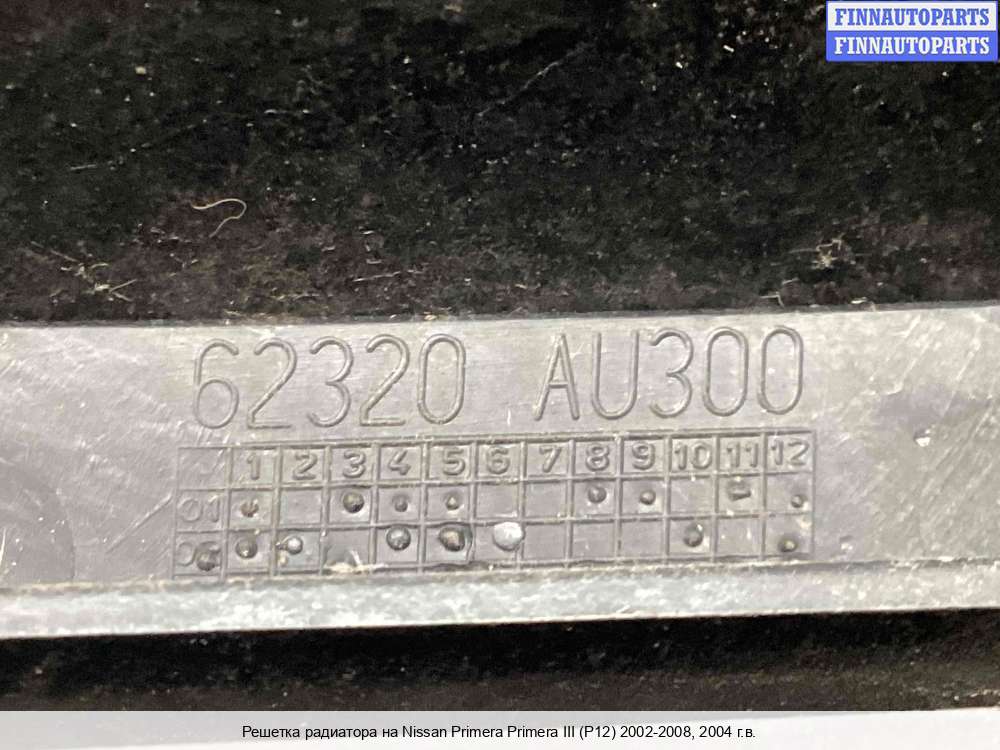 FINNAUTOPARTS
FINNAUTOPARTS
62320 AU300
1 2 3 4 5 6 7 8 9 10 11 12
01
Решетка радиатора на Nissan Primera Primera III (P12) 2002-2008, 2004 г.в.